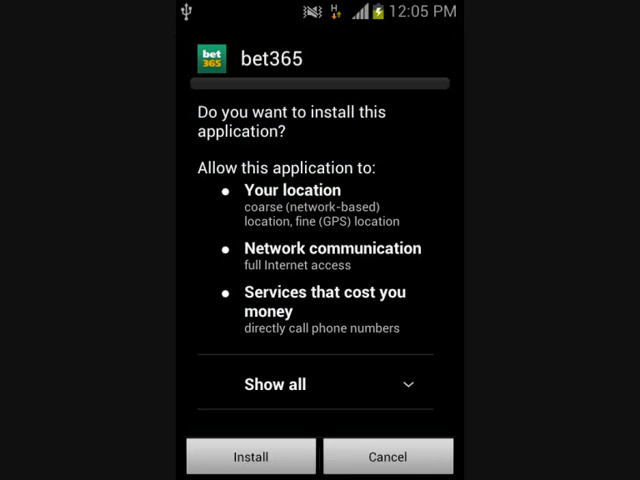 H
12:05 PM
bet
365
bet365
Do you want to install this
application?
Allow this application to:
Your location
coarse (network-based)
location, fine (GPS) location
Network communication
full Internet access
Services that cost you
money
directly call phone numbers
Show all
Install
Cancel